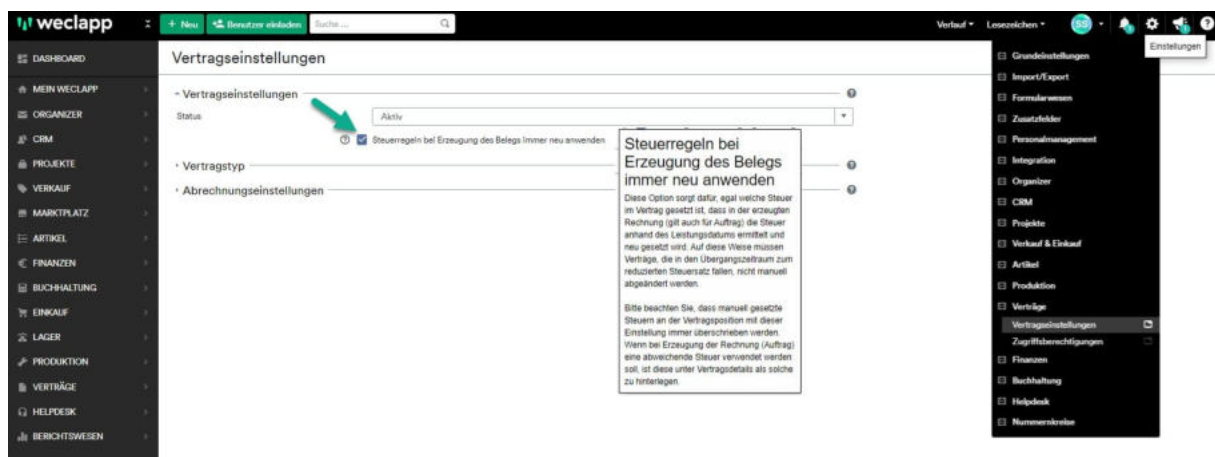 weclapp
+ Neu
Benutzer einladen
Suche ...
Verlauf
Lesezeichen
SS
Einstellungen
DASHBOARD
MEIN WECLAPP
ORGANIZER
CRM
PROJEKTE
VERKAUF
MARKTPLATZ
ARTIKEL
FINANZEN
BUCHHALTUNG
EINKAUF
LAGER
PRODUKTION
VERTRÄGE
HELPDESK
BERICHTSWESEN
Vertragseinstellungen
Vertragseinstellungen
Status
Aktiv
Steuerregeln bei Erzeugung des Belegs immer neu anwenden
Vertragstyp
Abrechnungseinstellungen
Steuerregeln bei
Erzeugung des Belegs
immer neu anwenden
Diese Option sorgt dafür, egal welche Steuer
im Vertrag gesetzt ist, dass in der erzeugten
Rechnung (gilt auch für Auftrag) die Steuer
anhand des Leistungsdatums ermittelt und
neu gesetzt wird. Auf diese Weise müssen
Verträge, die in den Übergangszeitraum zum
reduzierten Steuersatz fallen, nicht manuell
abgeändert werden.
Bitte beachten Sie, dass manuell gesetzte
Steuern an der Vertragsposition mit dieser
Einstellung immer überschrieben werden.
Wenn bei Erzeugung der Rechnung (Auftrag)
eine abweichende Steuer verwendet werden
soll, ist diese unter Vertragsdetails als solche
zu hinterlegen.
Grundeinstellungen
Import/Export
Formularwesen
Zusatzfelder
Personalmanagement
Integration
Organizer
CRM
Projekte
Verkauf & Einkauf
Artikel
Produktion
Verträge
Vertragseinstellungen
Zugriffsberechtigungen
Finanzen
Buchhaltung
Helpdesk
Nummernkreise